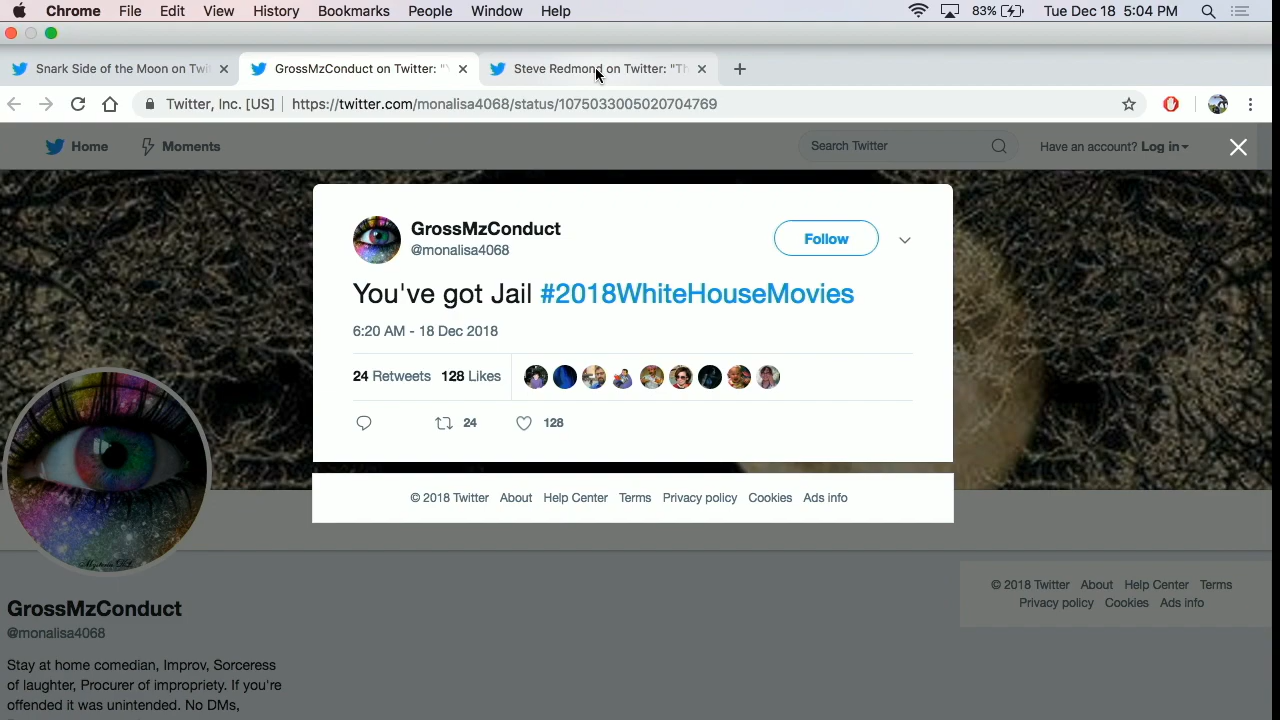 Chrome File Edit View History Bookmarks People Window Help 83% Tue Dec 18 5:04 PM
Snark Side of the Moon on Twit GrossMzConduct on Twitter: "Y Steve Redmond on Twitter: "Th
Twitter, Inc. [US] https://twitter.com/monalisa4068/status/1075033005020704769
Home Moments Search Twitter Have an account? Log in
GrossMzConduct
@monalisa4068
Follow
You've got Jail #2018WhiteHouseMovies
6:20 AM - 18 Dec 2018
24 Retweets 128 Likes
24 128
© 2018 Twitter About Help Center Terms Privacy policy Cookies Ads info
© 2018 Twitter About Help Center Terms
Privacy policy Cookies Ads info
GrossMzConduct
@monalisa4068
Stay at home comedian, Improv, Sorceress
of laughter, Procurer of impropriety. If you're
offended it was unintended. No DMs,